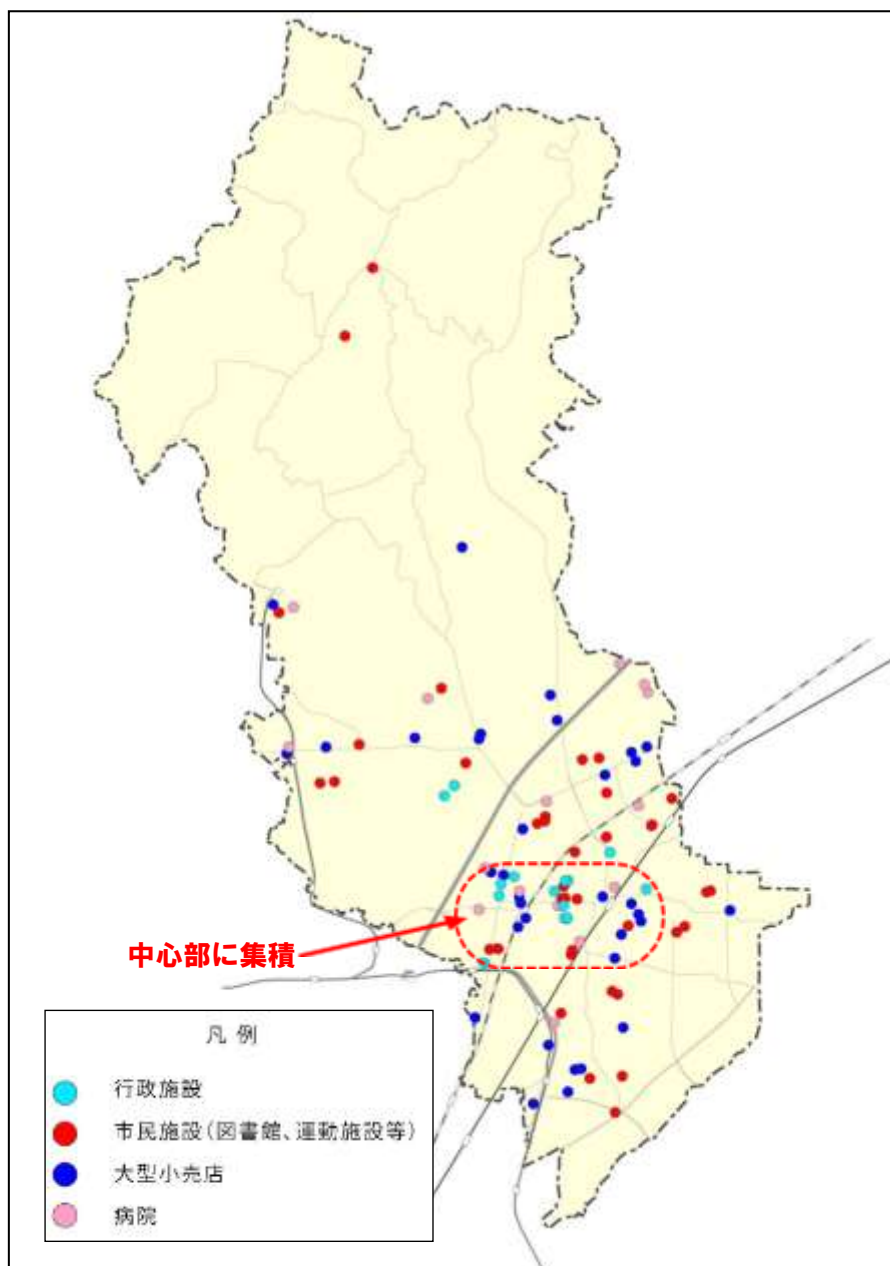 中心部に集積
凡 例
行政施設
市民施設(図書館、運動施設等)
大型小売店
病院